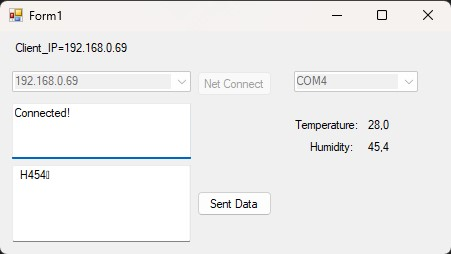 Form1
Client_IP=192.168.0.69
192.168.0.69
Net Connect
COM4
Connected!
Temperature: 28,0
Humidity: 45,4
H454
Sent Data